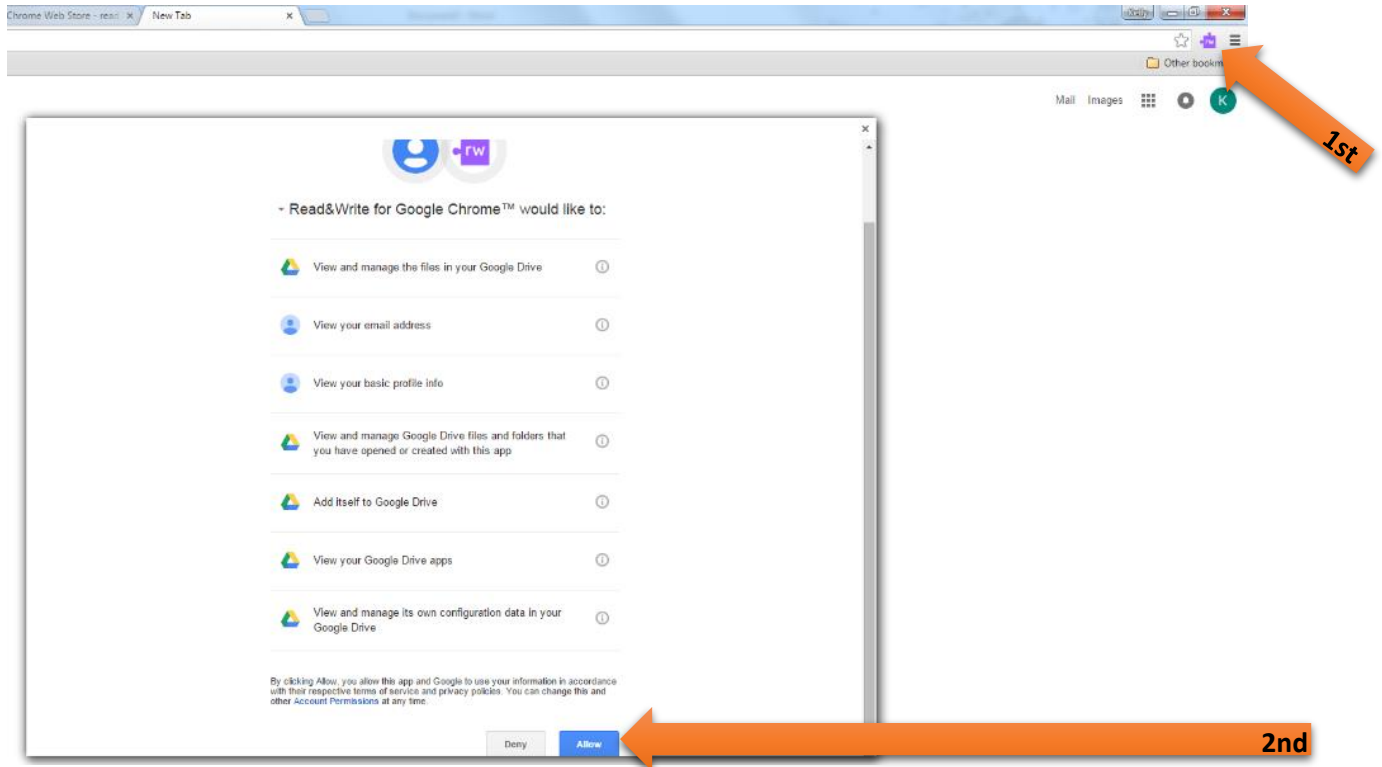 Chrome Web Store - read
New Tab
Kelly
Other bookm
Mail Images
K
1st
rw
rw
Read&Write for Google Chrome™ would like to:
View and manage the files in your Google Drive
View your email address
View your basic profile info
View and manage Google Drive files and folders that
you have opened or created with this app
Add itself to Google Drive
View your Google Drive apps
View and manage its own configuration data in your
Google Drive
By clicking Allow, you allow this app and Google to use your information in accordance
with their respective terms of service and privacy policies. You can change this and
other Account Permissions at any time.
Deny Allow
2nd